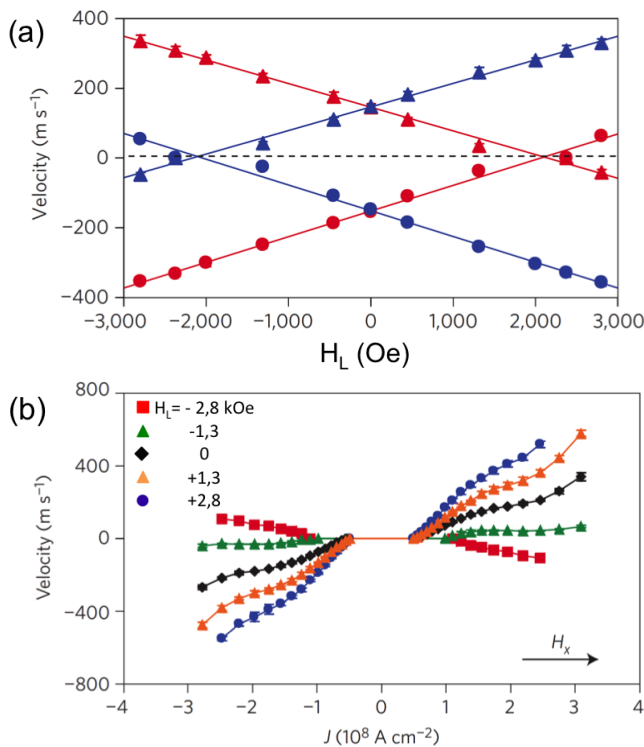 (a)
400
200
0
−200
−400
Velocity (m s⁻¹)
−3,000 −2,000 −1,000 0 1,000 2,000 3,000
H_L (Oe)
(b)
800
400
0
−400
−800
Velocity (m s⁻¹)
H_L= - 2,8 kOe
-1,3
0
+1,3
+2,8
H_x
−4 −3 −2 −1 0 1 2 3 4
J (10⁸ A cm⁻²)